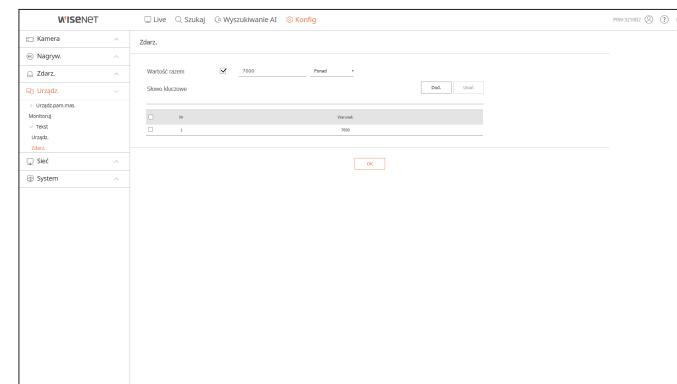 WISENET
Live Szukaj Wyszukiwanie AI Konfig
Kamera
Zdarz.
Nagryw.
Zdarz.
Wartość razem 7000 Ponad
Urządz.
Słowo kluczowe Dod. Usuń
Urządz.pam.mas.
Monitoruj
Nr Warunek
Tekst
1 7000
Urządz.
Zdarz.
Sieć
OK
System